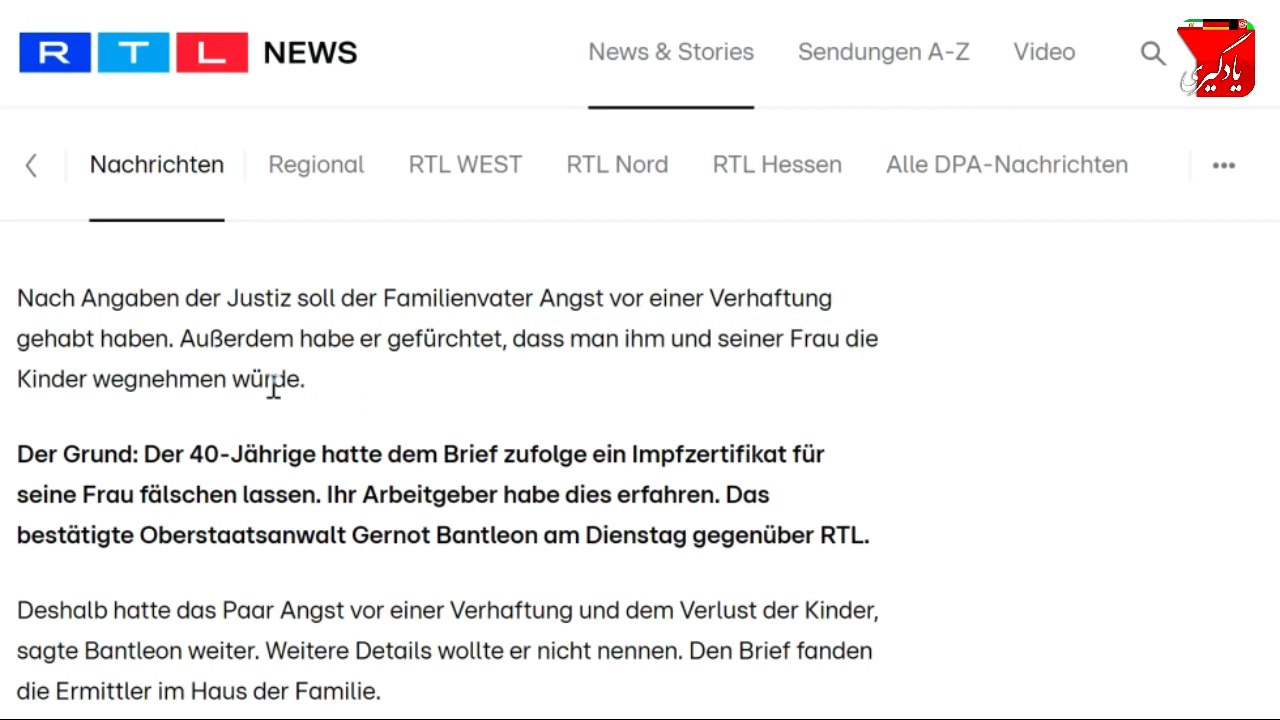 RTL NEWS
News & Stories
Sendungen A-Z
Video
یادگیری
Nachrichten
Regional
RTL WEST
RTL Nord
RTL Hessen
Alle DPA-Nachrichten
Nach Angaben der Justiz soll der Familienvater Angst vor einer Verhaftung
gehabt haben. Außerdem habe er gefürchtet, dass man ihm und seiner Frau die
Kinder wegnehmen würde.
Der Grund: Der 40-Jährige hatte dem Brief zufolge ein Impfzertifikat für
seine Frau fälschen lassen. Ihr Arbeitgeber habe dies erfahren. Das
bestätigte Oberstaatsanwalt Gernot Bantleon am Dienstag gegenüber RTL.
Deshalb hatte das Paar Angst vor einer Verhaftung und dem Verlust der Kinder,
sagte Bantleon weiter. Weitere Details wollte er nicht nennen. Den Brief fanden
die Ermittler im Haus der Familie.